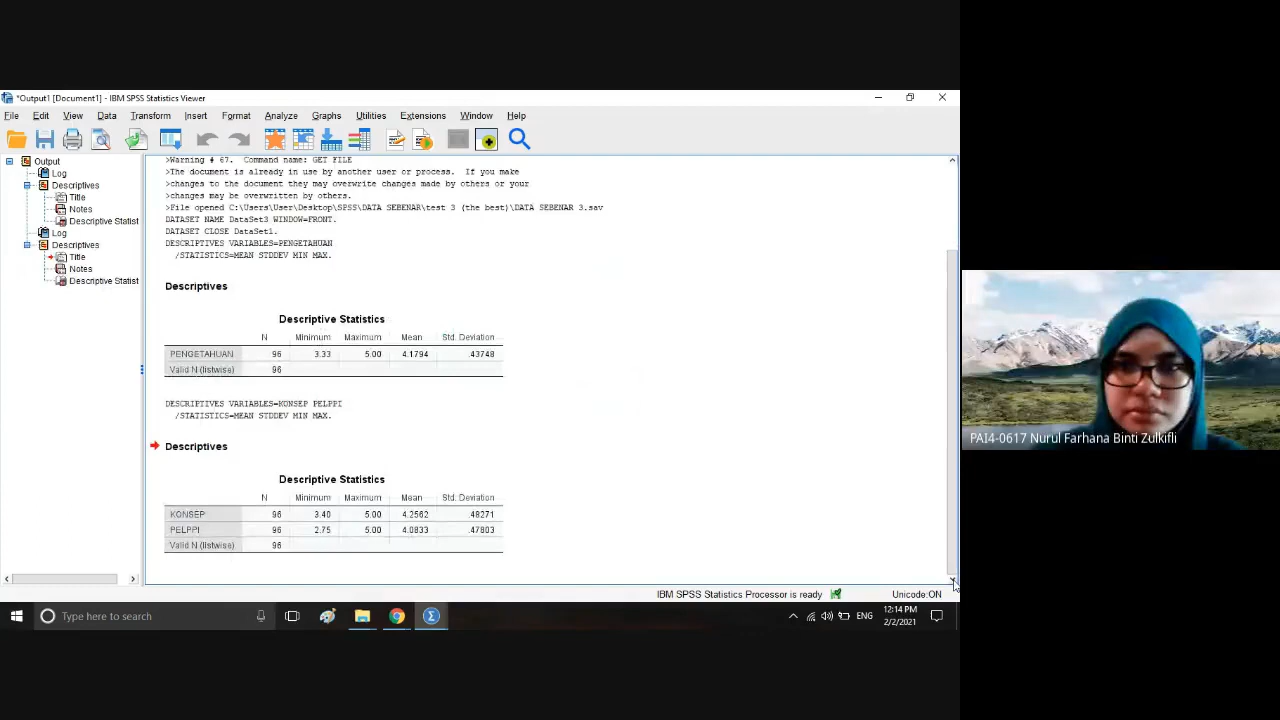 *Output1 [Document1] - IBM SPSS Statistics Viewer
File Edit View Data Transform Insert Format Analyze Graphs Utilities Extensions Window Help
Output
Log
Descriptives
Title
Notes
Descriptive Statist
Log
Descriptives
Title
Notes
Descriptive Statist
>Warning # 67. Command name: GET FILE
>The document is already in use by another user or process. If you make
>changes to the document they may overwrite changes made by others or your
>changes may be overwritten by others.
>File opened C:\Users\User\Desktop\SPSS\DATA SEBENAR\test 3 (the best)\DATA SEBENAR 3.sav
DATASET NAME DataSet3 WINDOW=FRONT.
DATASET CLOSE DataSet1.
DESCRIPTIVES VARIABLES=PENGETAHUAN
/STATISTICS=MEAN STDDEV MIN MAX.
Descriptives
Descriptive Statistics
N Minimum Maximum Mean Std. Deviation
PENGETAHUAN 96 3.33 5.00 4.1794 .43748
Valid N (listwise) 96
DESCRIPTIVES VARIABLES=KONSEP PELPPI
/STATISTICS=MEAN STDDEV MIN MAX.
Descriptives
Descriptive Statistics
N Minimum Maximum Mean Std. Deviation
KONSEP 96 3.40 5.00 4.2562 .48271
PELPPI 96 2.75 5.00 4.0833 .47803
Valid N (listwise) 96
IBM SPSS Statistics Processor is ready Unicode:ON
Type here to search
ENG
12:14 PM
2/2/2021
PAI4-0617 Nurul Farhana Binti Zulkifli